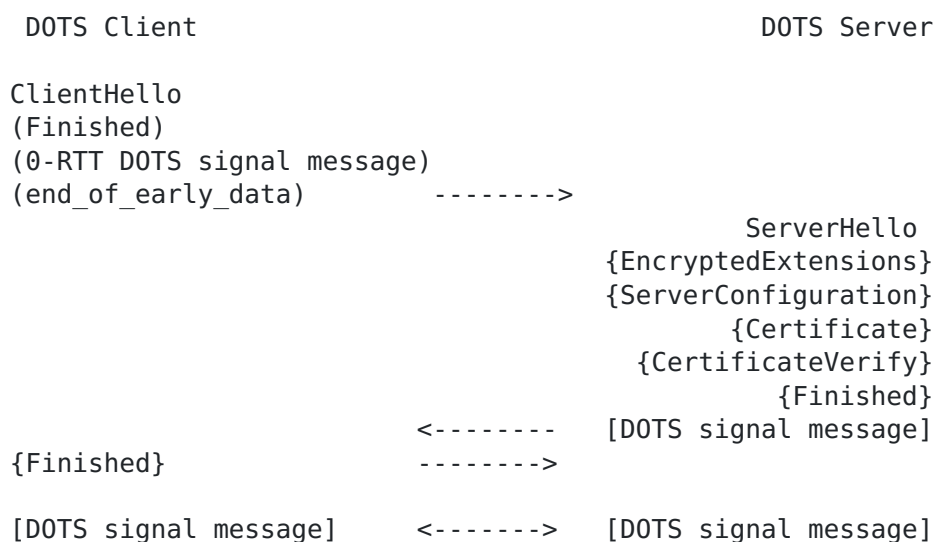 DOTS Client                                    DOTS Server
ClientHello
(Finished)
(0-RTT DOTS signal message)
(end_of_early_data)        -------->
ServerHello
{EncryptedExtensions}
{ServerConfiguration}
{Certificate}
{CertificateVerify}
{Finished}
<--------   [DOTS signal message]
{Finished}                -------->
[DOTS signal message]     <------->   [DOTS signal message]